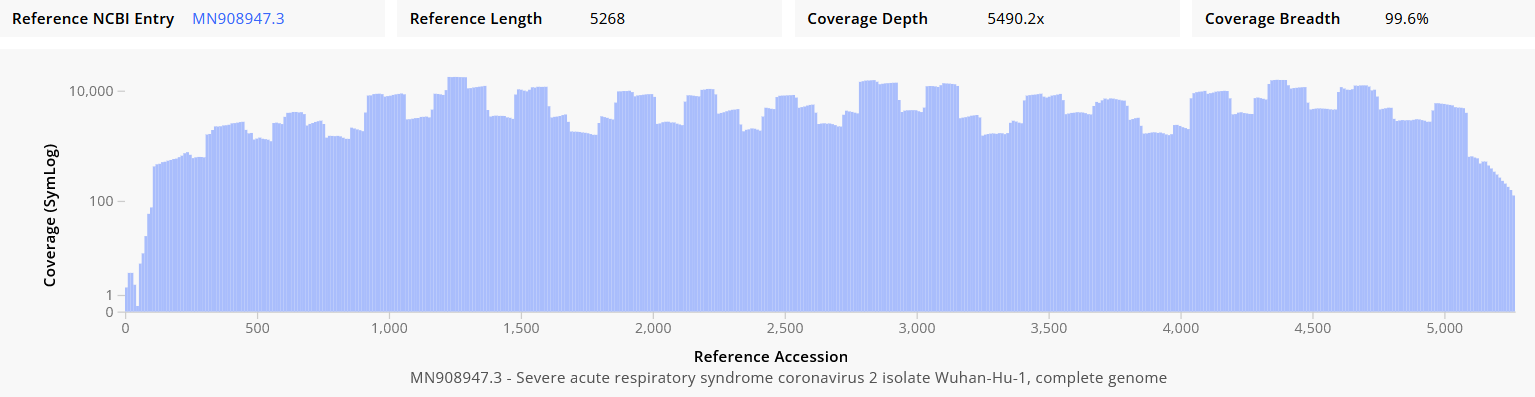 Reference NCBI Entry MN908947.3 Reference Length 5268 Coverage Depth 5490.2x Coverage Breadth 99.6%
10,000
100
1
0
Coverage (SymLog)
0 500 1,000 1,500 2,000 2,500 3,000 3,500 4,000 4,500 5,000
Reference Accession
MN908947.3 - Severe acute respiratory syndrome coronavirus 2 isolate Wuhan-Hu-1, complete genome